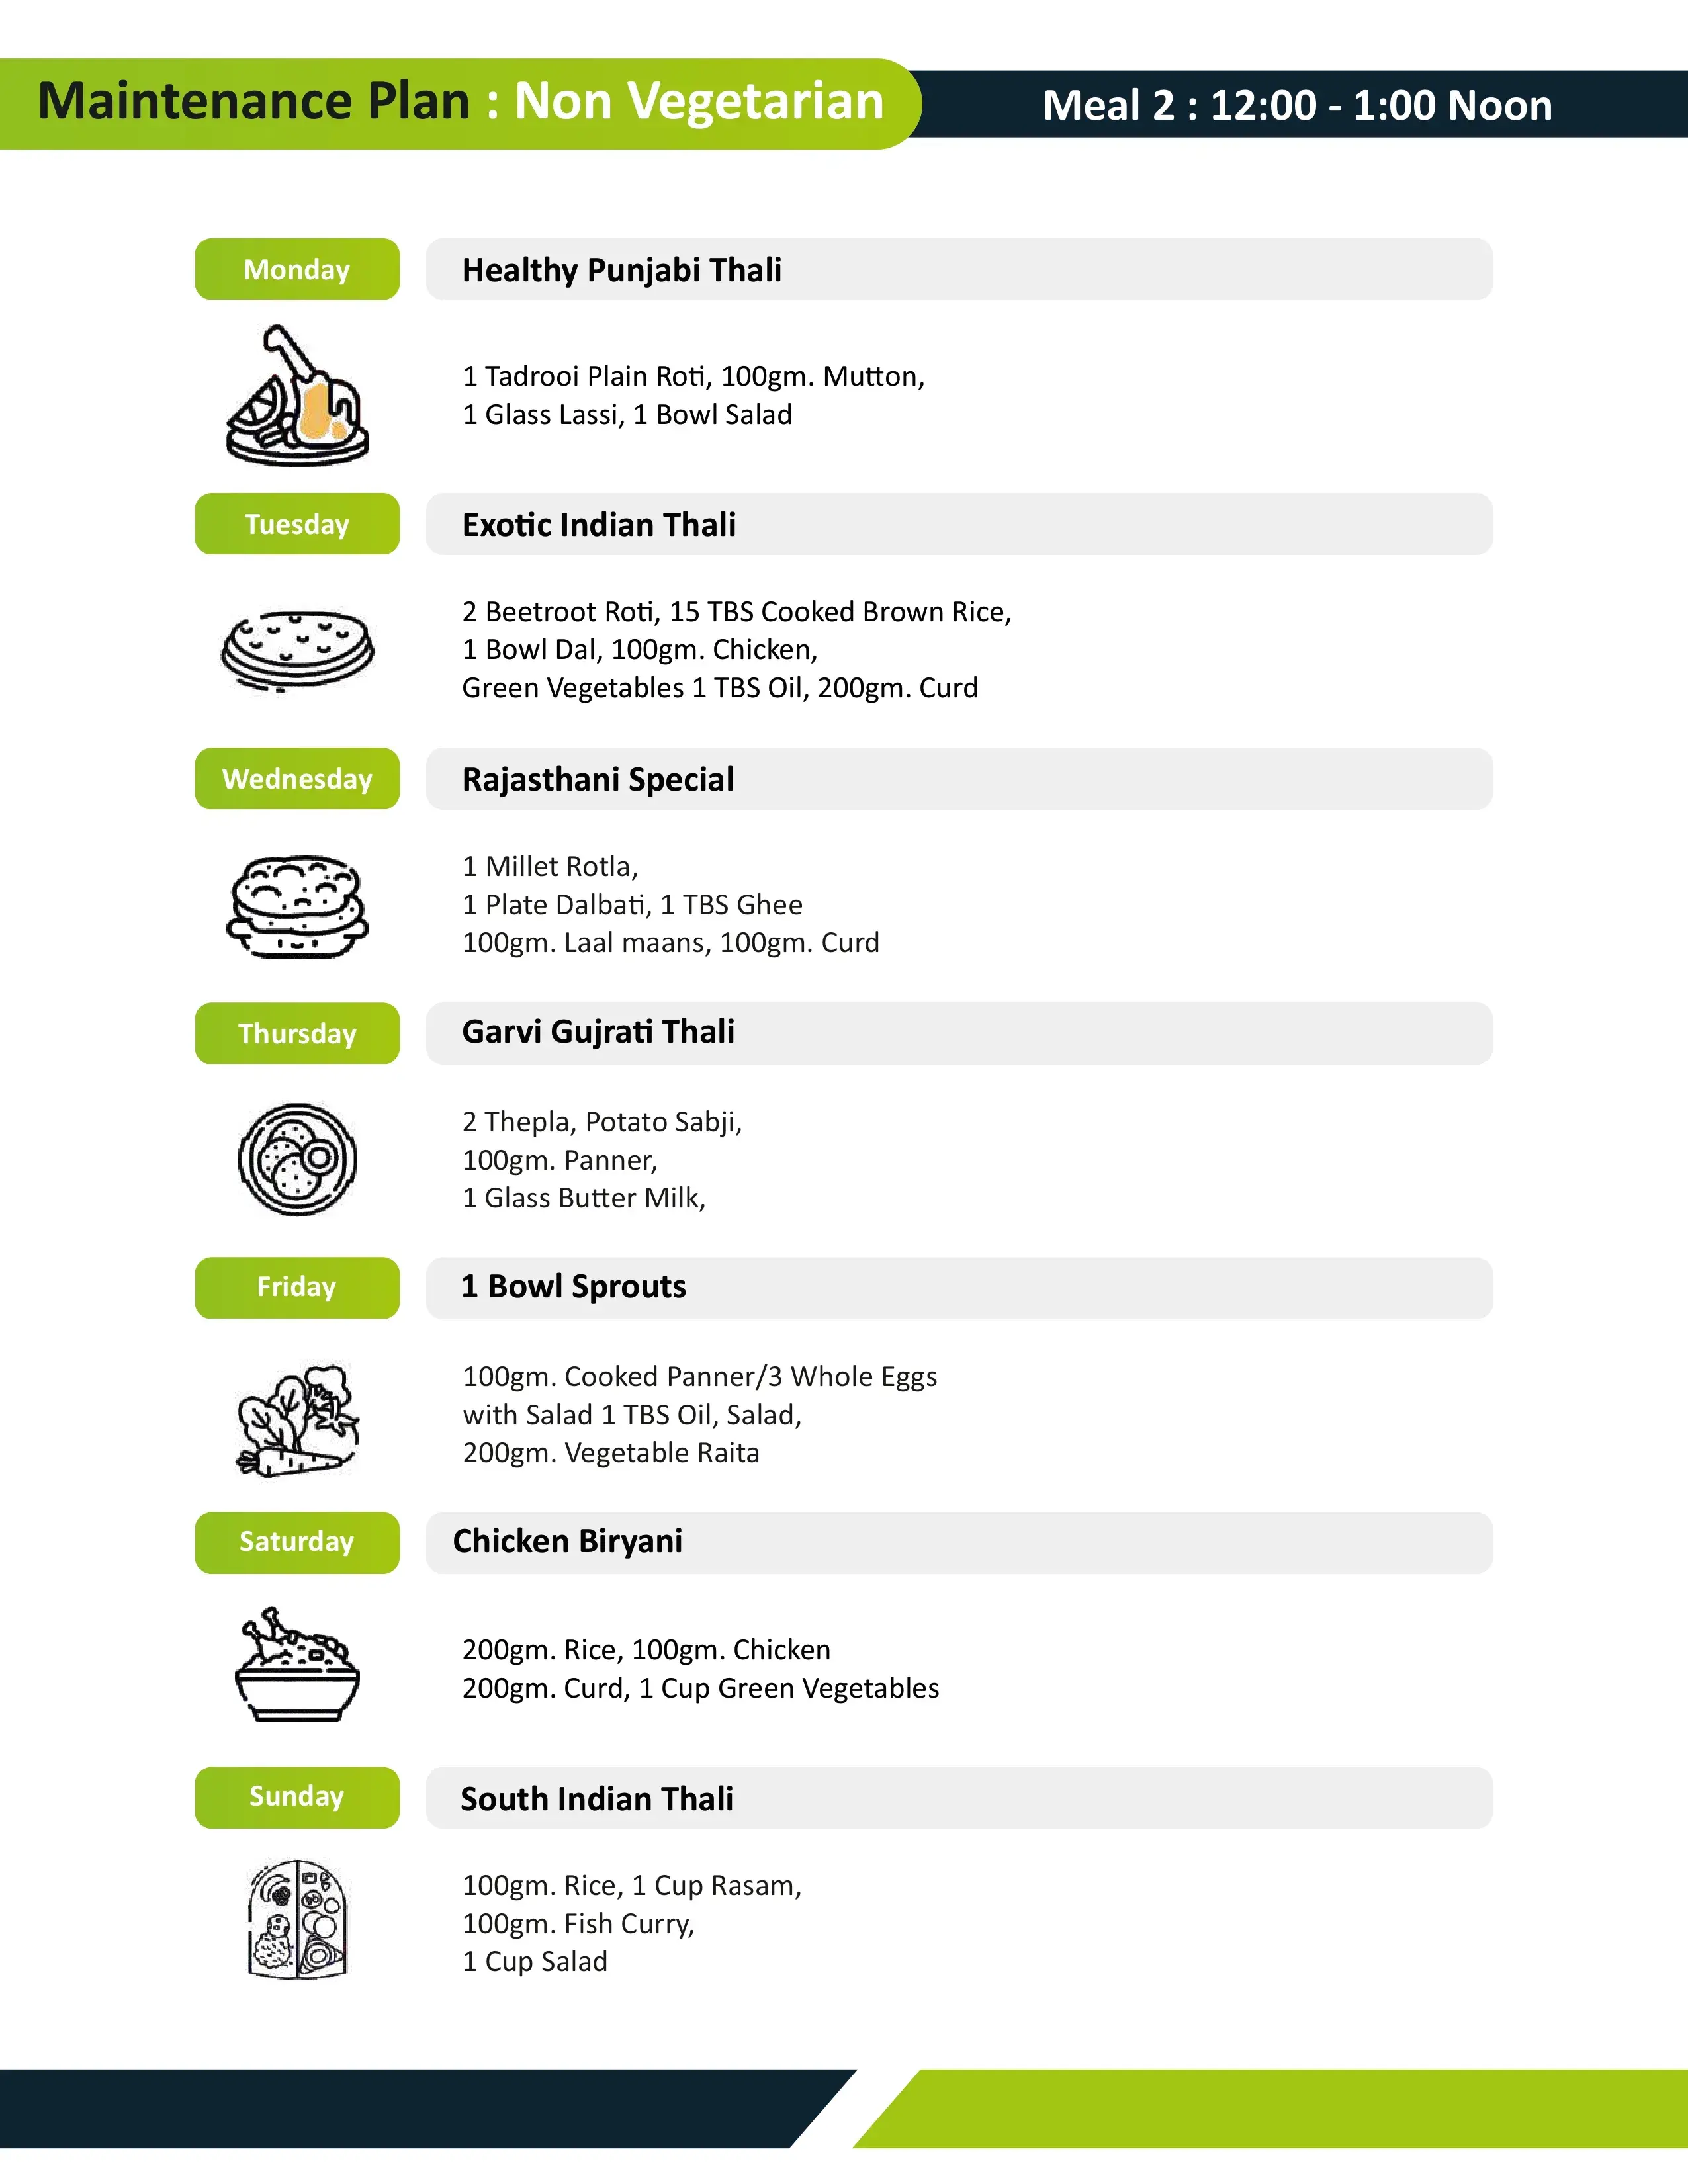 Maintenance Plan : Non Vegetarian
Meal 2 : 12:00 - 1:00 Noon
Monday
Healthy Punjabi Thali
1 Tadrooi Plain Roti, 100gm. Mutton,
1 Glass Lassi, 1 Bowl Salad
Tuesday
Exotic Indian Thali
2 Beetroot Roti, 15 TBS Cooked Brown Rice,
1 Bowl Dal, 100gm. Chicken,
Green Vegetables 1 TBS Oil, 200gm. Curd
Wednesday
Rajasthani Special
1 Millet Rotla,
1 Plate Dalbati, 1 TBS Ghee
100gm. Laal maans, 100gm. Curd
Thursday
Garvi Gujrati Thali
2 Thepla, Potato Sabji,
100gm. Panner,
1 Glass Butter Milk,
Friday
1 Bowl Sprouts
100gm. Cooked Panner/3 Whole Eggs
with Salad 1 TBS Oil, Salad,
200gm. Vegetable Raita
Saturday
Chicken Biryani
200gm. Rice, 100gm. Chicken
200gm. Curd, 1 Cup Green Vegetables
Sunday
South Indian Thali
100gm. Rice, 1 Cup Rasam,
100gm. Fish Curry,
1 Cup Salad